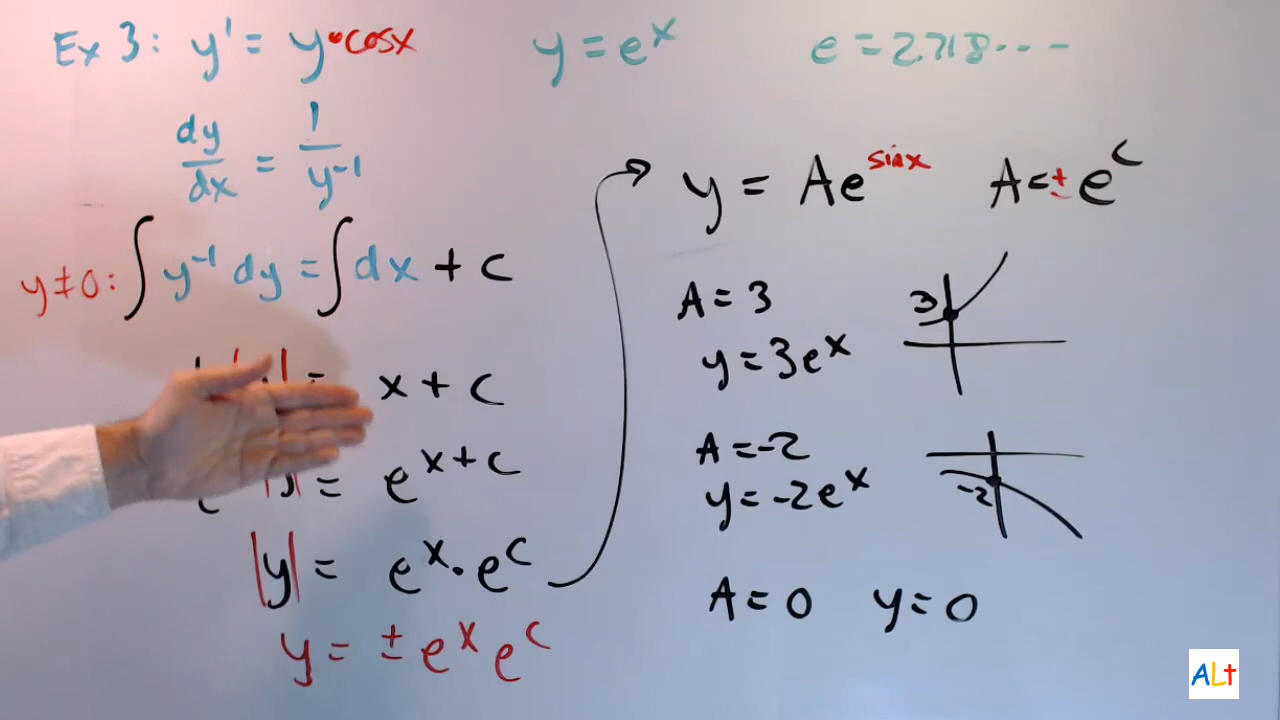 Ex 3: y' = y•cosx
y = e^x
e = 2.718...--
dy/dx = 1/y^-1
y≠0: ∫ y^-1 dy = ∫ dx + c
= x + c
y| = e^(x+c)
|y| = e^x · e^c
y = ± e^x e^c
y = Ae^sinx
A = ± e^c
A = 3
y = 3e^x
3
A = -2
y = -2e^x
-2
A = 0 y = 0
ALt